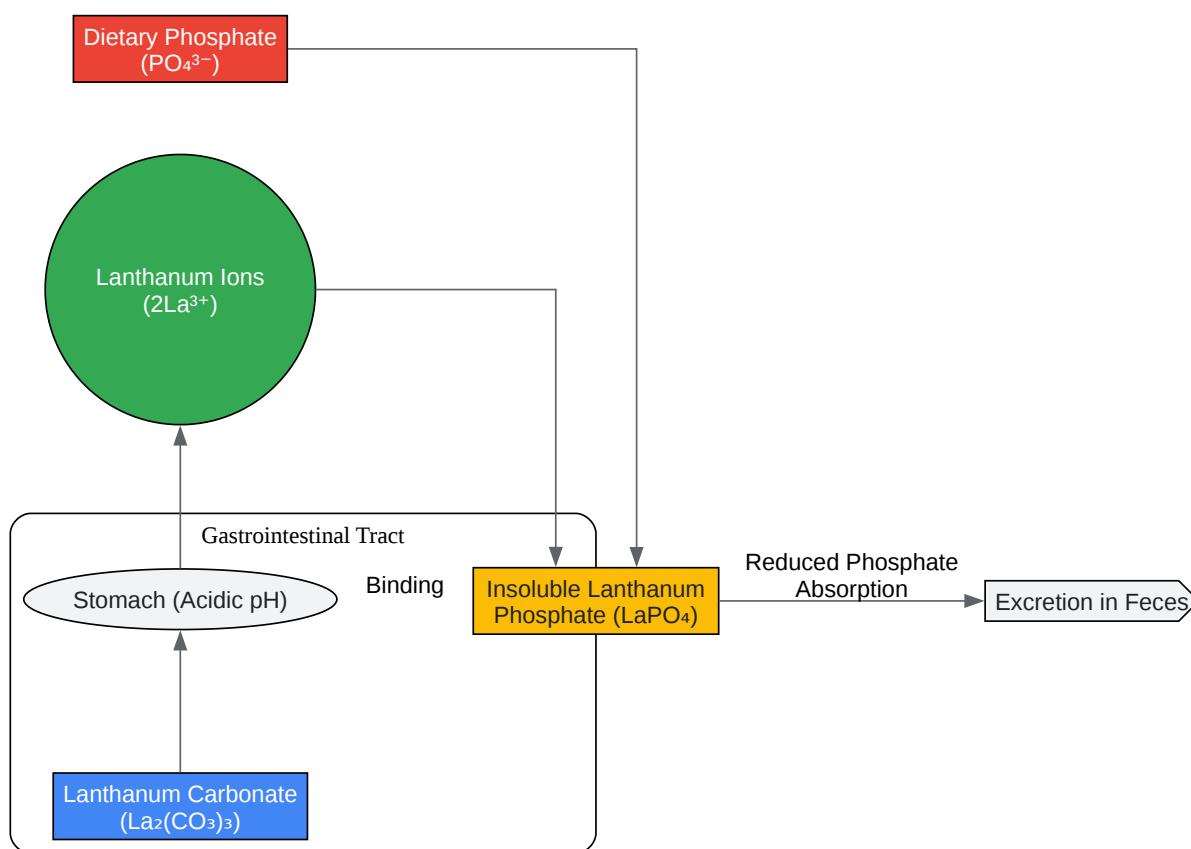 Dietary Phosphate
(PO₄³⁻)
Lanthanum Ions
(2La³⁺)
Gastrointestinal Tract
Stomach (Acidic pH)
Binding
Insoluble Lanthanum
Phosphate (LaPO₄)
Reduced Phosphate
Absorption
Excretion in Feces
Lanthanum Carbonate
(La₂(CO₃)₃)